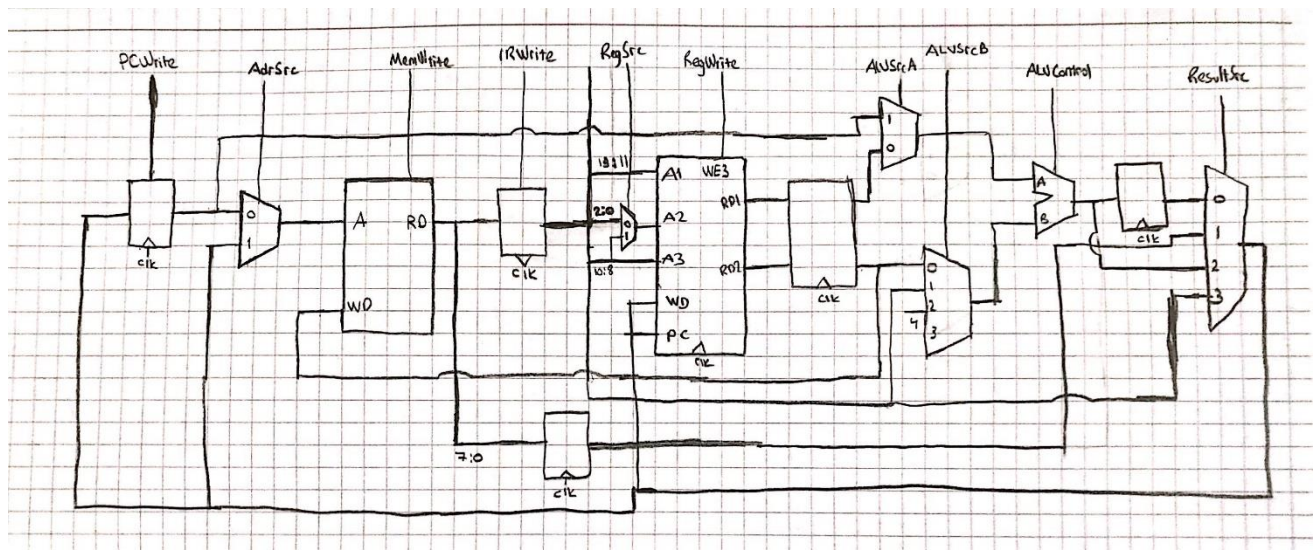 PCWrite
AdrSrc
MemWrite
IRWrite
RegSrc
RegWrite
ALUSrcA
ALUSrcB
ALUControl
ResultSrc
clk
0
1
A
RD
WD
clk
2:0
10:8
0
1
A1
WE3
A2
RD1
A3
RD2
WD
PC
clk
clk
1
0
0
1
2
4
3
A
B
clk
0
1
2
3
7:0
clk